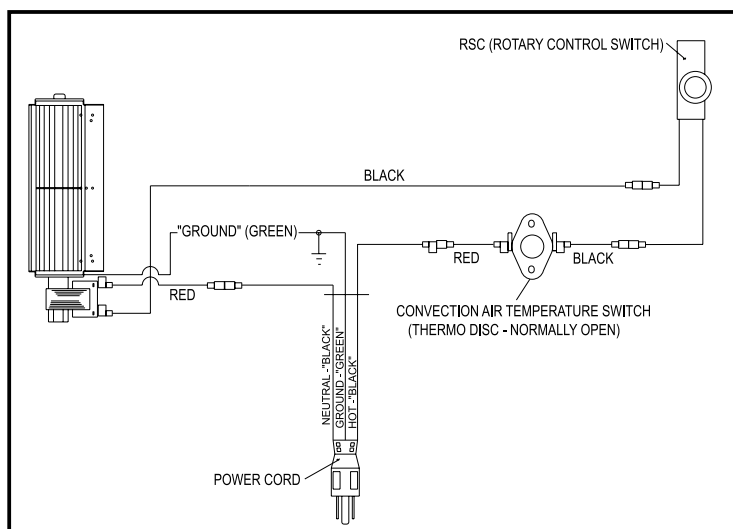 RSC (ROTARY CONTROL SWITCH)
BLACK
"GROUND" (GREEN)
RED
BLACK
RED
CONVECTION AIR TEMPERATURE SWITCH
(THERMO DISC - NORMALLY OPEN)
NEUTRAL -"BLACK"
GROUND -"GREEN"
HOT -"BLACK"
POWER CORD